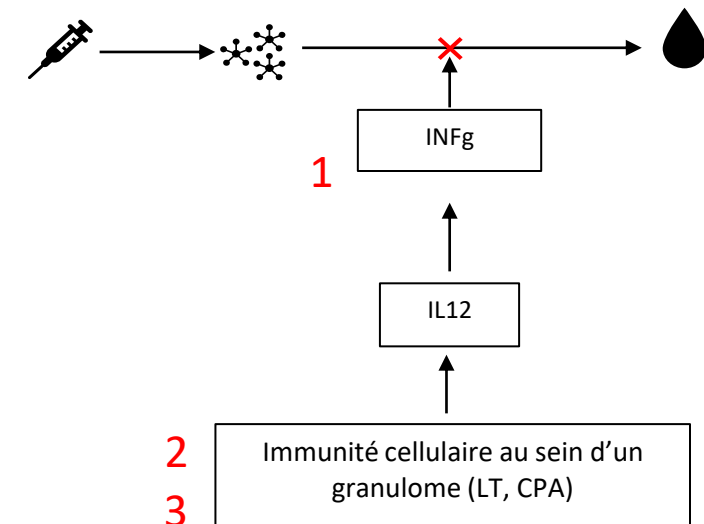 INFg
1
IL12
2
Immunité cellulaire au sein d'un
granulome (LT, CPA)
3